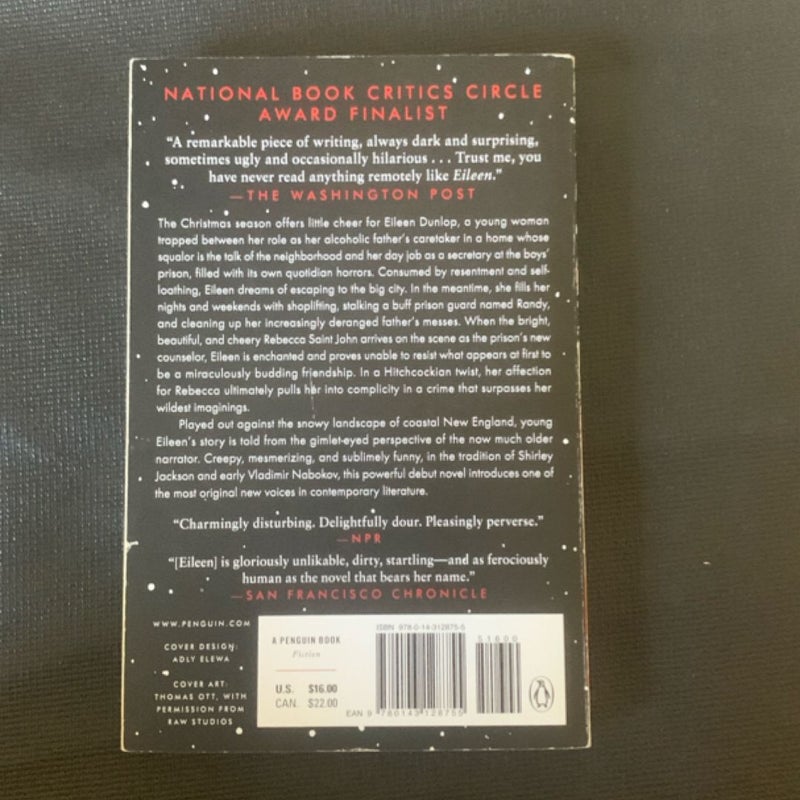 NATIONAL BOOK CRITICS CIRCLE
AWARD FINALIST
“A remarkable piece of writing, always dark and surprising,
sometimes ugly and occasionally hilarious . . . Trust me, you
have never read anything remotely like Eileen.”
—THE WASHINGTON POST
The Christmas season offers little cheer for Eileen Dunlop, a young woman
trapped between her role as her alcoholic father’s caretaker in a home whose
squalor is the talk of the neighborhood and her day job as a secretary at the boys’
prison, filled with its own quotidian horrors. Consumed by resentment and self-
loathing, Eileen dreams of escaping to the big city. In the meantime, she fills her
nights and weekends with shoplifting, stalking a buff prison guard named Randy,
and cleaning up her increasingly deranged father’s messes. When the bright,
beautiful, and cheery Rebecca Saint John arrives on the scene as the prison’s new
counselor, Eileen is enchanted and proves unable to resist what appears at first to
be a miraculously budding friendship. In a Hitchcockian twist, her affection
for Rebecca ultimately pulls her into complicity in a crime that surpasses her
wildest imaginings.
Played out against the snowy landscape of coastal New England, young
Eileen’s story is told from the gimlet-eyed perspective of the now much older
narrator. Creepy, mesmerizing, and sublimely funny, in the tradition of Shirley
Jackson and early Vladimir Nabokov, this powerful debut novel introduces one of
the most original new voices in contemporary literature.
“Charmingly disturbing. Delightfully dour. Pleasingly perverse.”
—NPR
“[Eileen] is gloriously unlikable, dirty, startling—and as ferociously
human as the novel that bears her name.”
—SAN FRANCISCO CHRONICLE
WWW.PENGUIN.COM
COVER DESIGN:
ADLY ELEWA
COVER ART:
THOMAS OTT, WITH
PERMISSION FROM
RAW STUDIOS
A PENGUIN BOOK
Fiction
U.S. $16.00
CAN. $22.00
ISBN 978-0-14-312875-5
51600
EAN 9 780143 128755